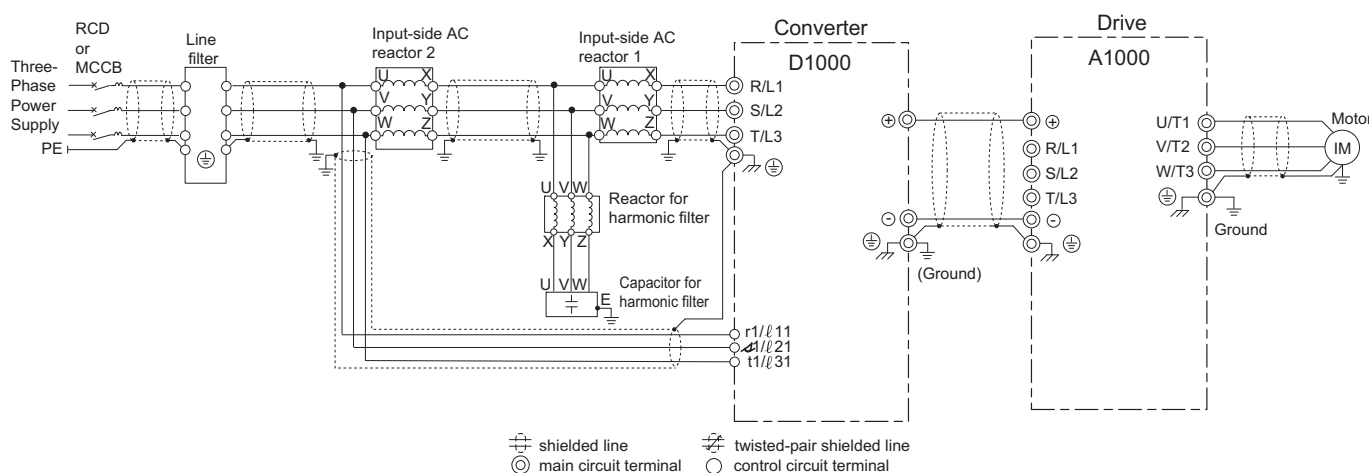 RCD
or
MCCB
Three-
Phase
Power
Supply
PE
Line
filter
Input-side AC
reactor 2
U X
V Y
W Z
Input-side AC
reactor 1
U X
V Y
W Z
Converter
D1000
R/L1
S/L2
T/L3
+
-
(Ground)
Drive
A1000
+
R/L1
S/L2
T/L3
-
U/T1
V/T2
W/T3
Ground
Motor
IM
U V W
Reactor for
harmonic filter
X Y Z
U V W
E
Capacitor for
harmonic filter
r1/ℓ11
1/ℓ21
t1/ℓ31
shielded line
twisted-pair shielded line
main circuit terminal
control circuit terminal